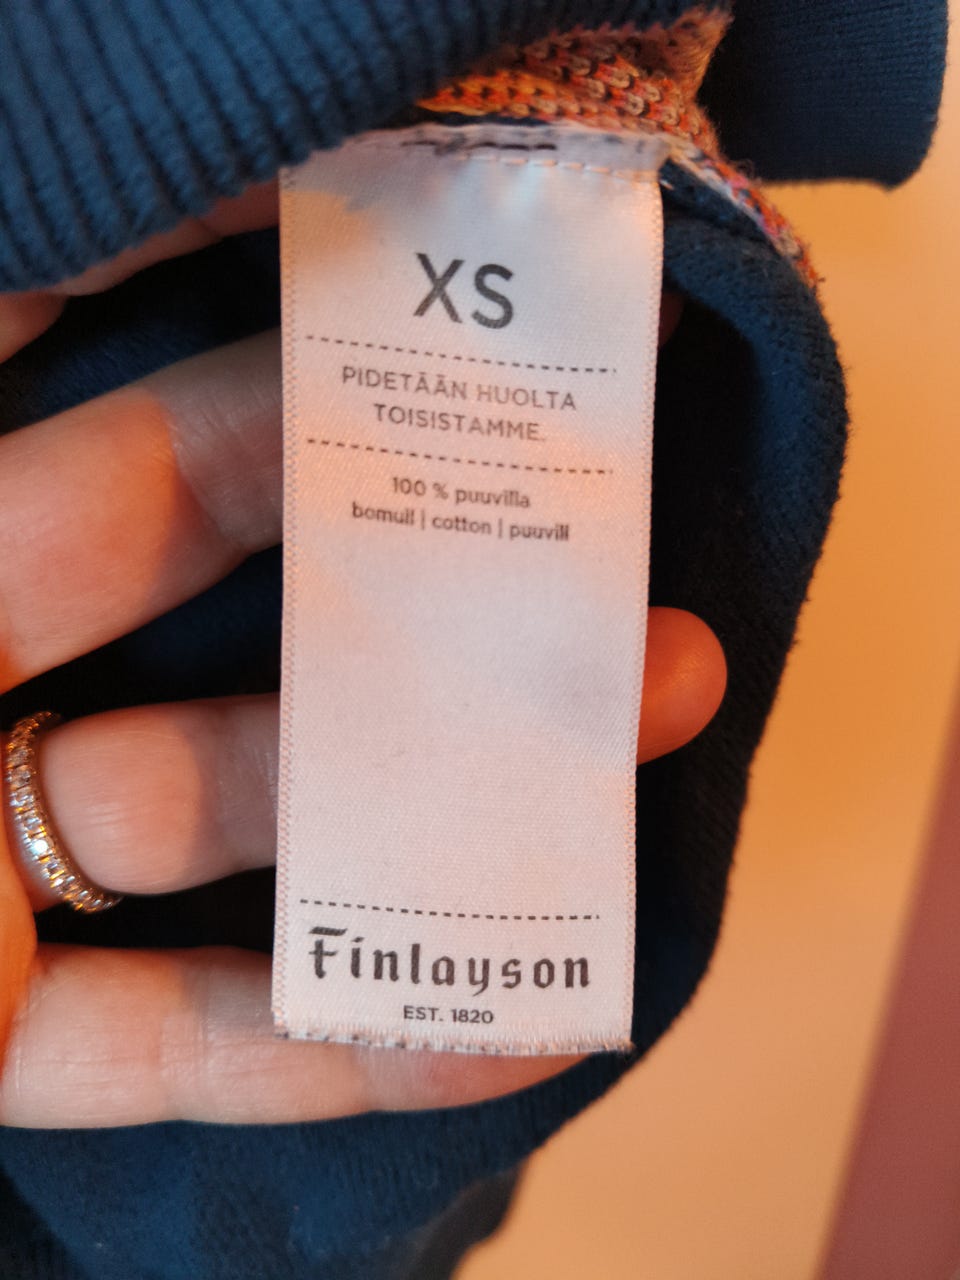 XS
PIDETÄÄN HUOLTA
TOISISTAMME.
100 % puuvilla
bomull | cotton | puuvill
Finlayson
EST. 1820